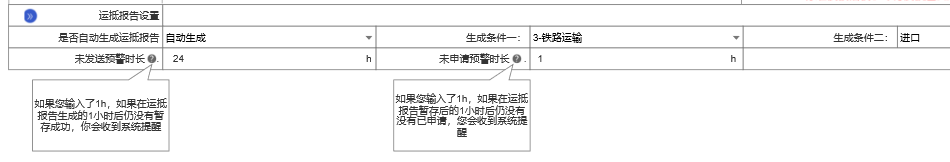 运抵报告设置
是否自动生成运抵报告 自动生成 生成条件一： 3-铁路运输 生成条件二： 进口
未发送预警时长 ? . 24 h 未申请预警时长 ? . 1 h
如果您输入了1h，如果在运抵
报告生成的1小时后仍没有暂
存成功，你会收到系统提醒
如果您输入了1h，如果在运抵
报告暂存后的1小时后仍没有
没有已申请，您会收到系统提
醒